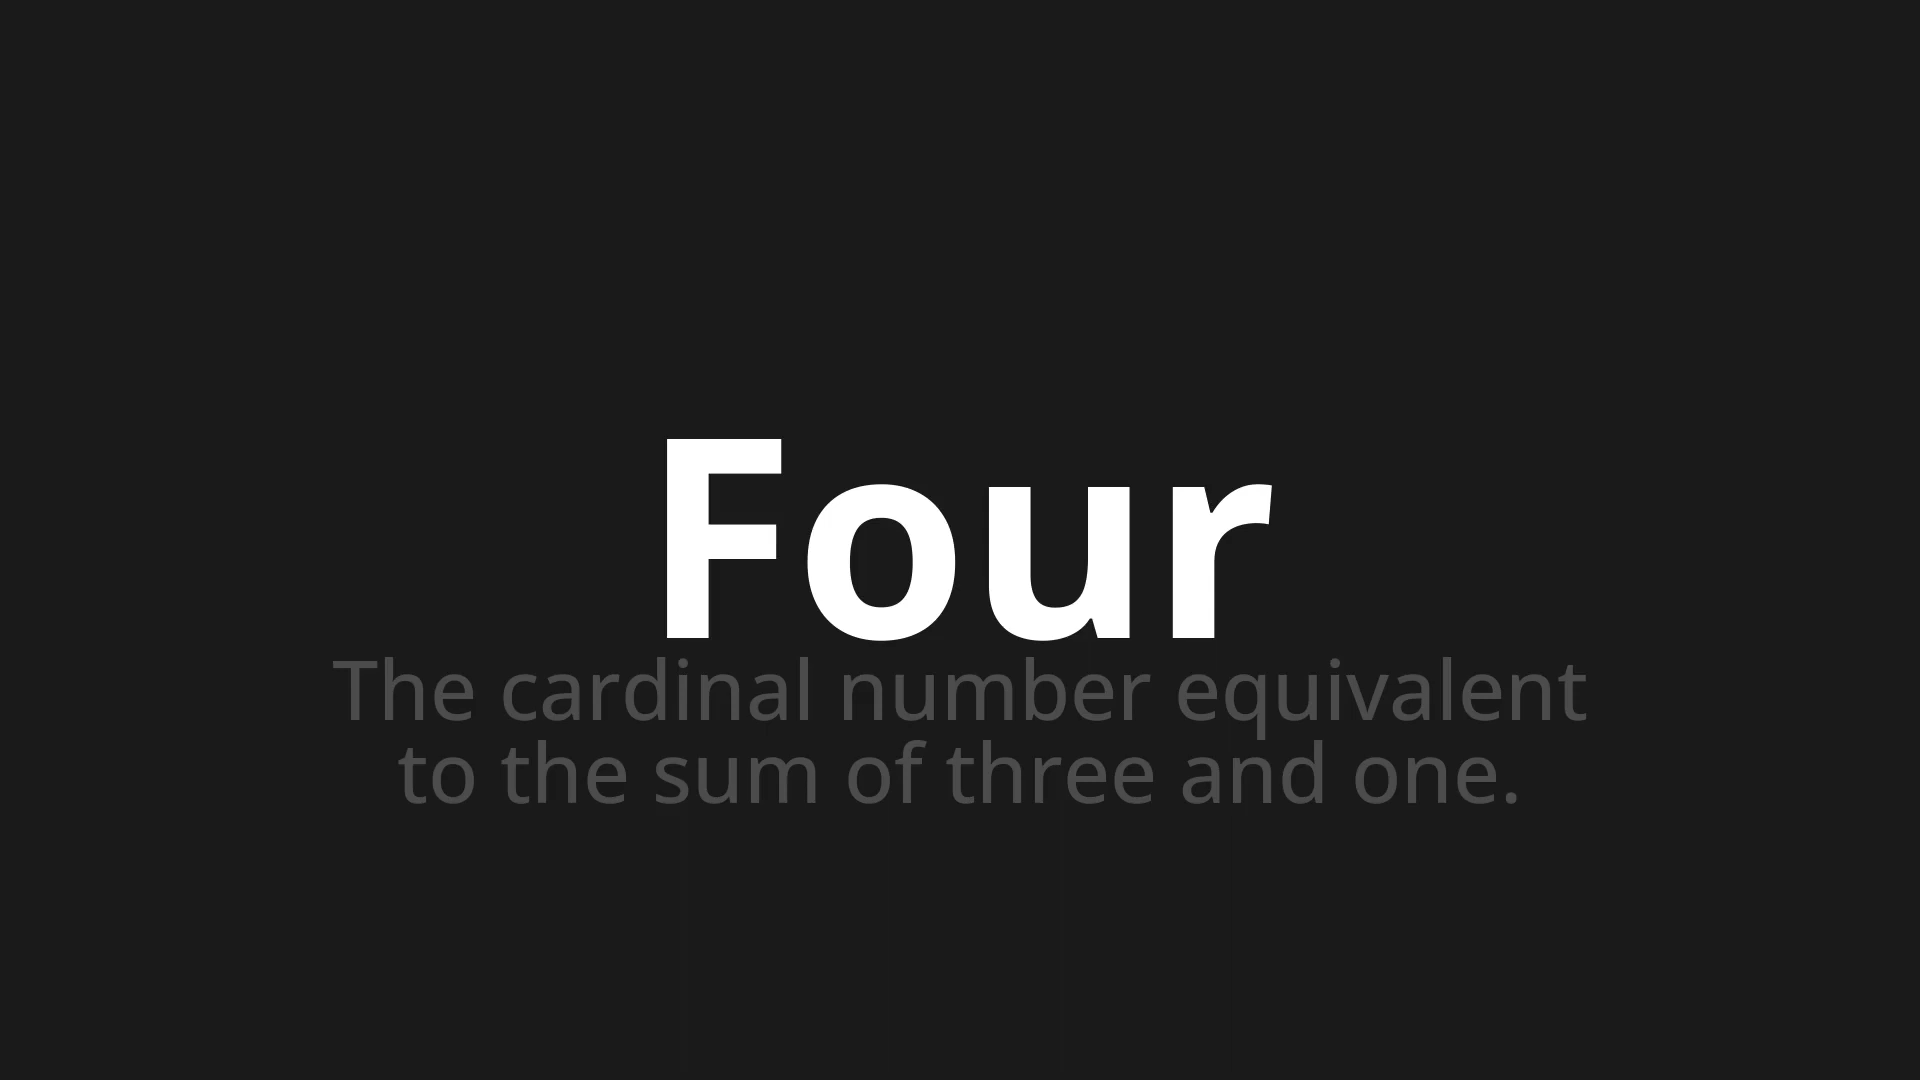 Four
The cardinal number equivalent
to the sum of three and one.